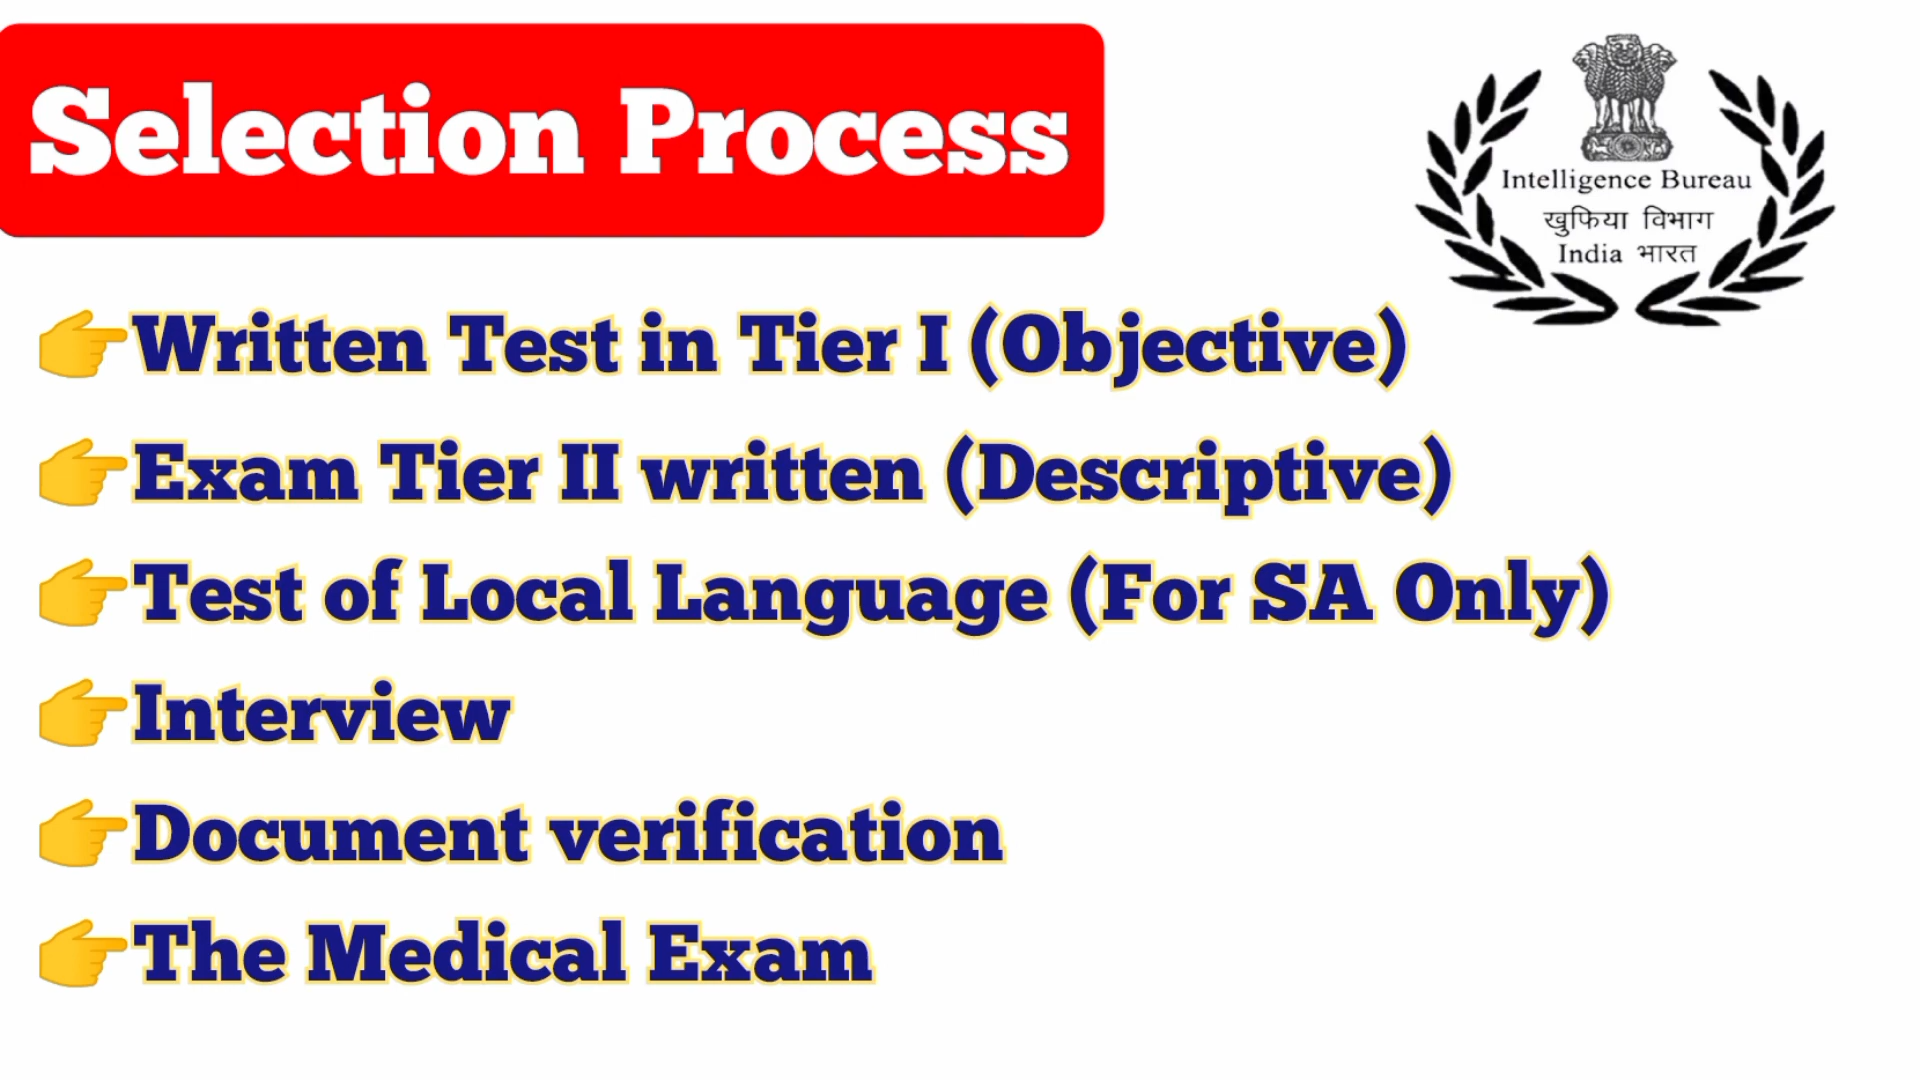 Selection Process
Intelligence Bureau
खुफिया विभाग
India भारत
👉Written Test in Tier I (Objective)
👉Exam Tier II written (Descriptive)
👉Test of Local Language (For SA Only)
👉Interview
👉Document verification
👉The Medical Exam